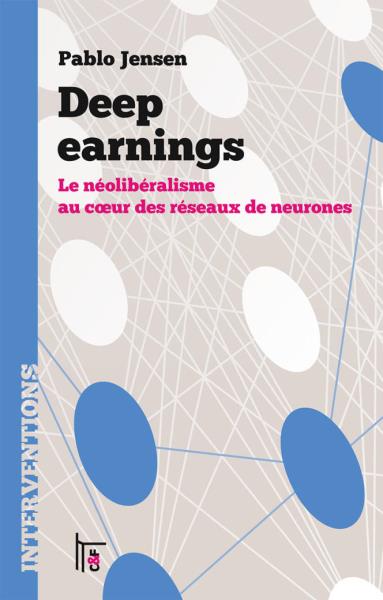 Pablo Jensen
Deep
earnings
Le néolibéralisme
au cœur des réseaux de neurones
INTERVENTIONS
C&F